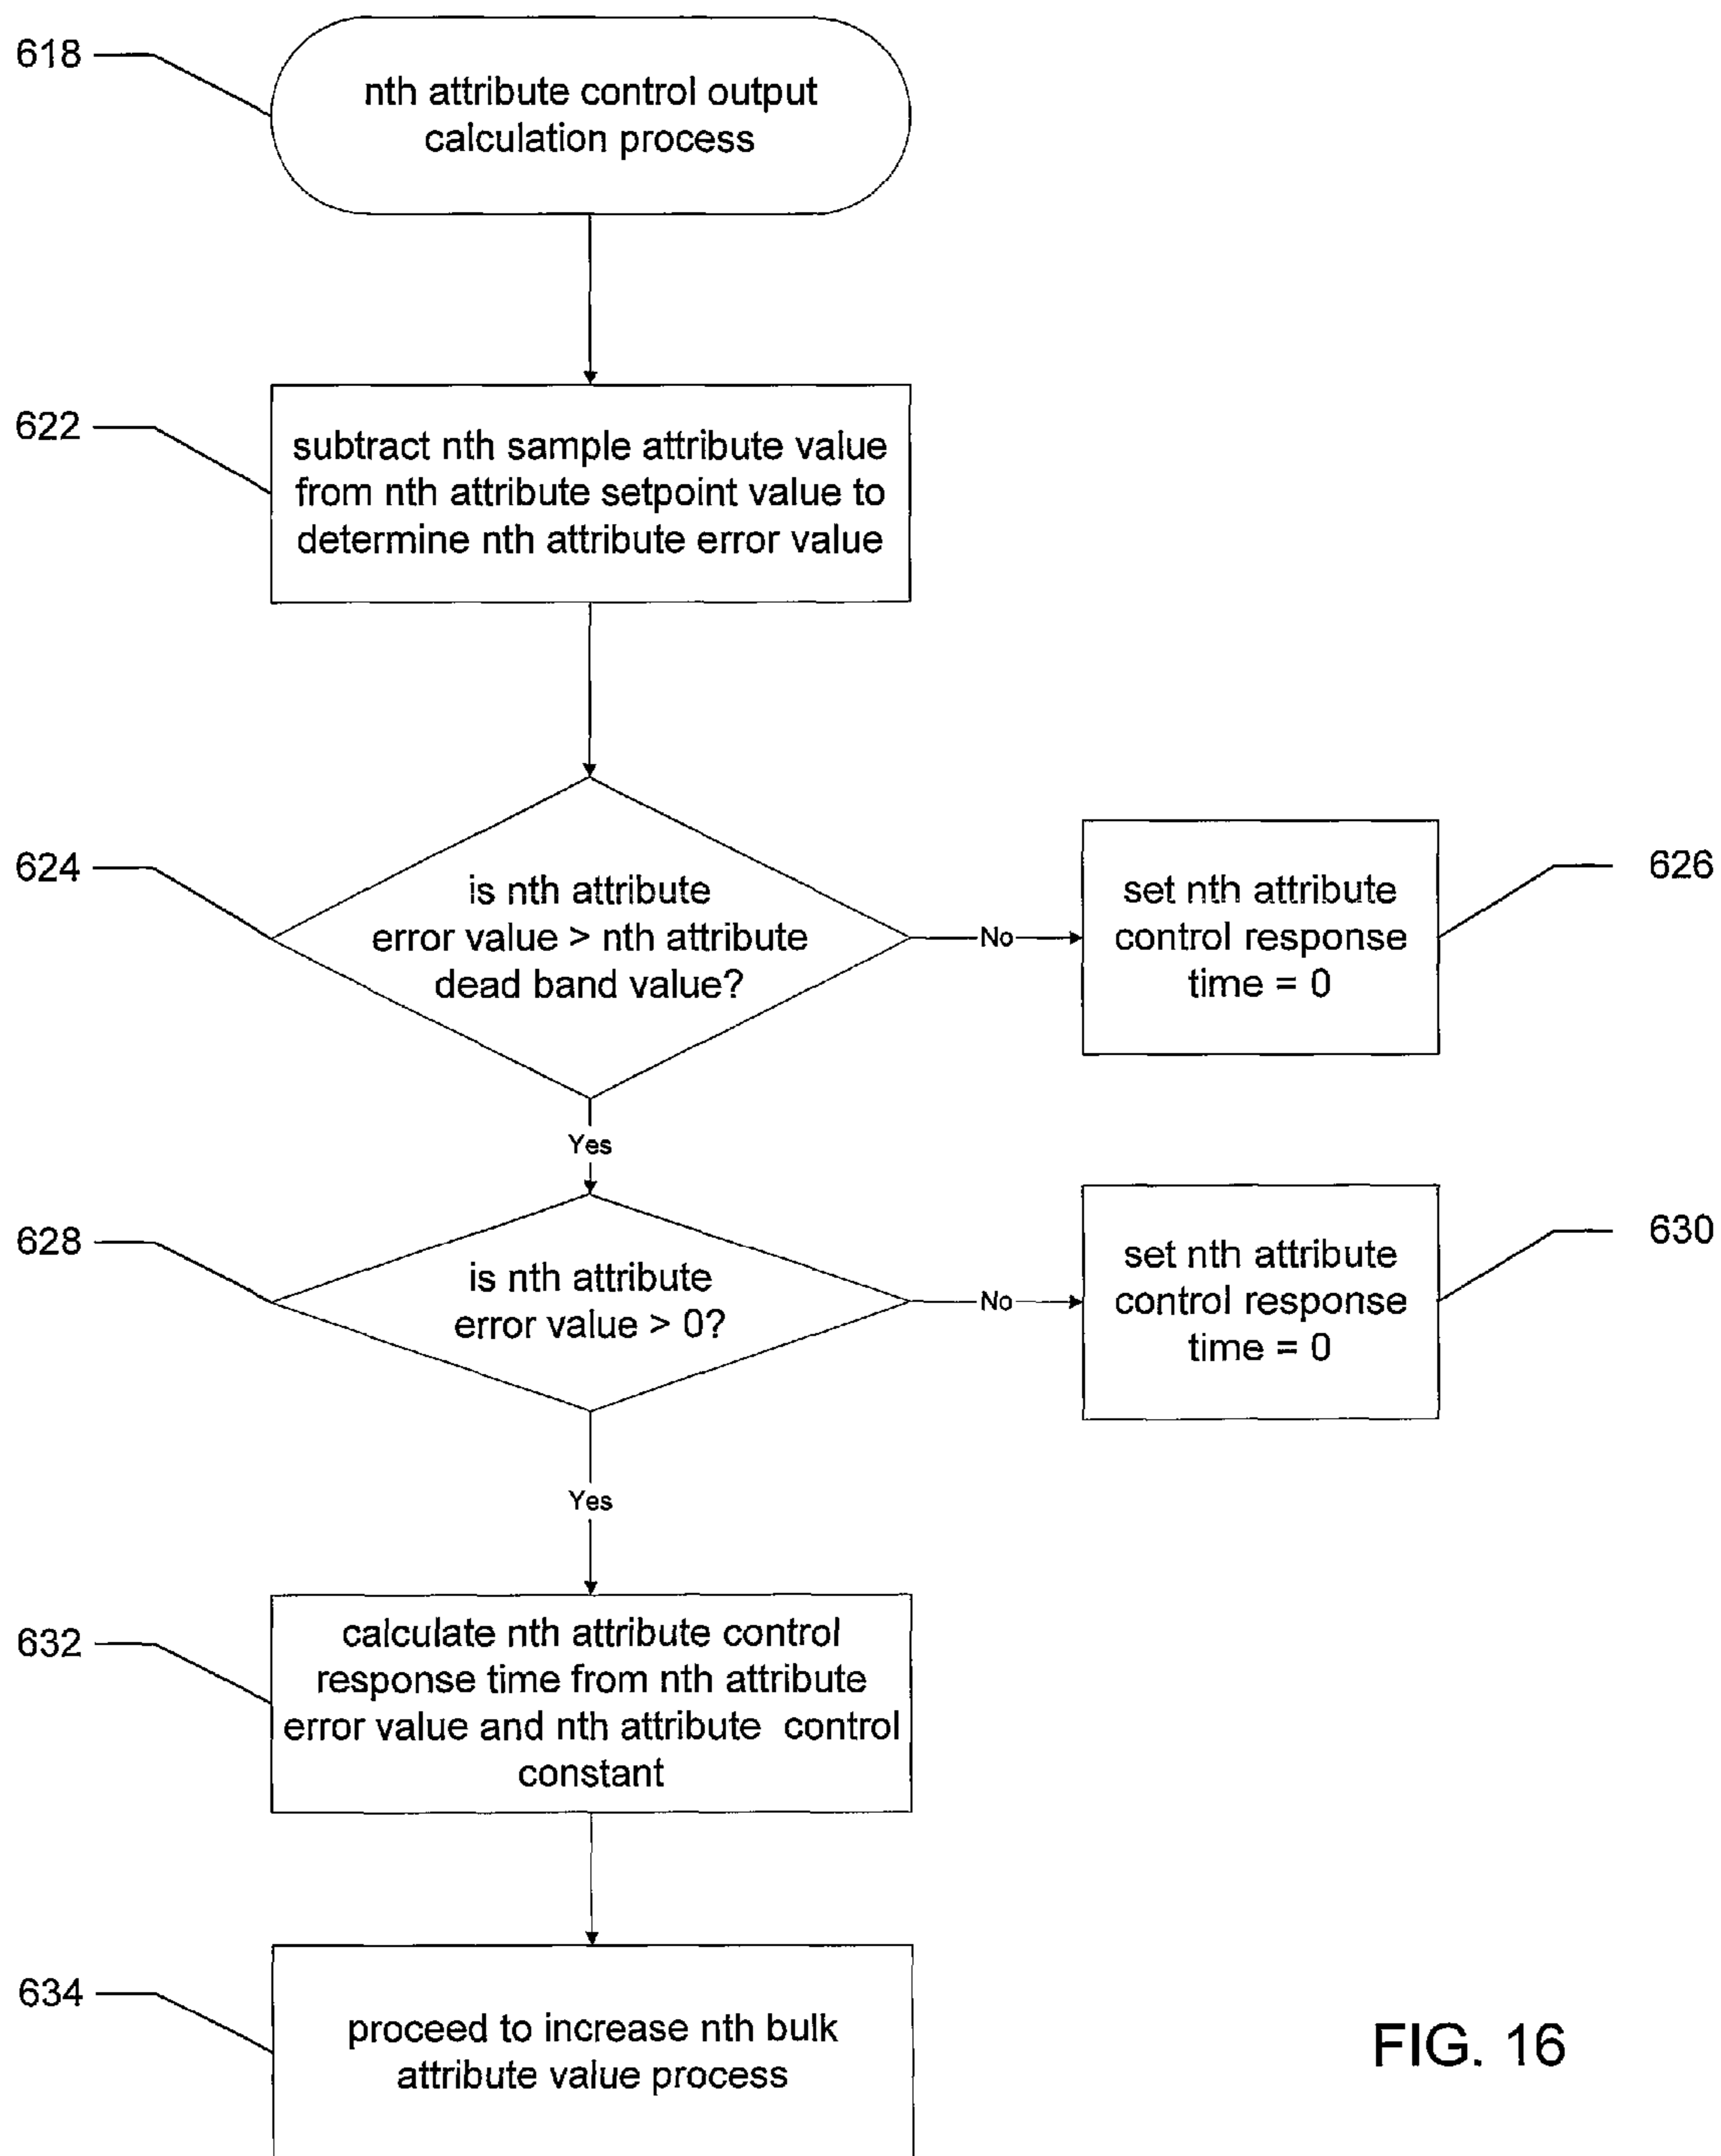 618
nth attribute control output
calculation process
622
subtract nth sample attribute value
from nth attribute setpoint value to
determine nth attribute error value
624
is nth attribute
error value > nth attribute
dead band value?
No
set nth attribute
control response
time = 0
626
Yes
628
is nth attribute
error value > 0?
No
set nth attribute
control response
time = 0
630
Yes
632
calculate nth attribute control
response time from nth attribute
error value and nth attribute control
constant
634
proceed to increase nth bulk
attribute value process
FIG. 16